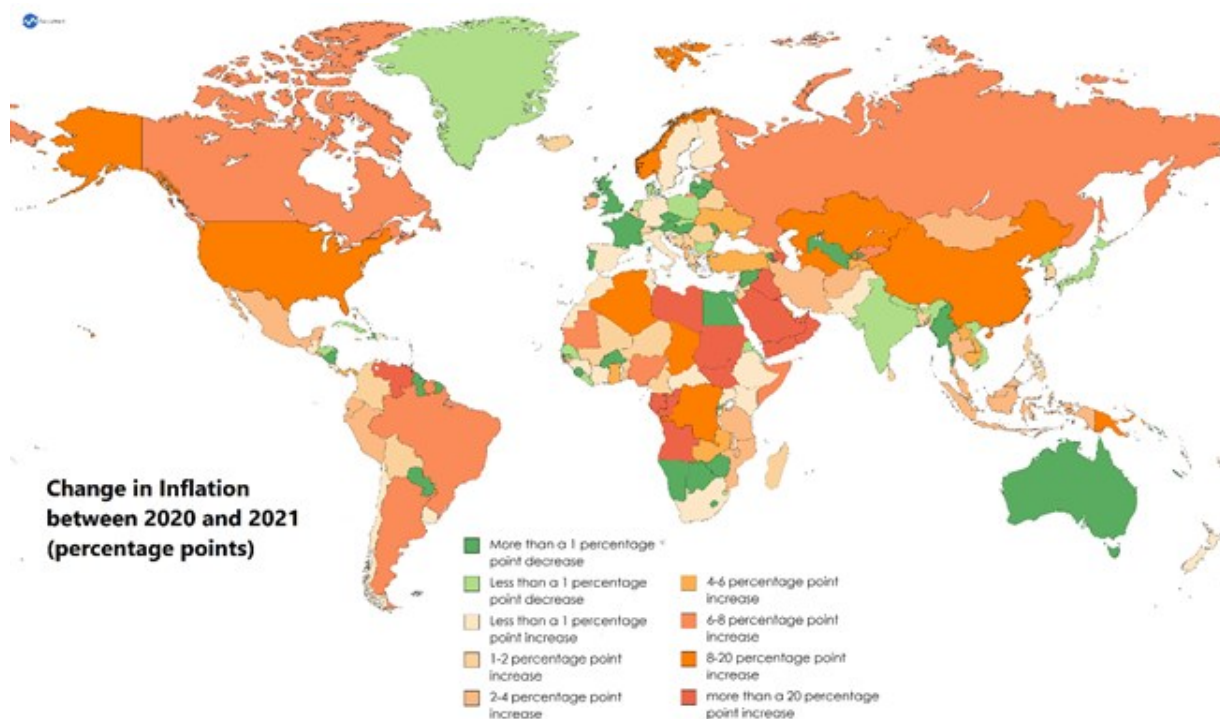 Change in Inflation
between 2020 and 2021
(percentage points)
More than a 1 percentage
point decrease
Less than a 1 percentage
point decrease
Less than a 1 percentage
point increase
1-2 percentage point
increase
2-4 percentage point
increase
4-6 percentage point
increase
6-8 percentage point
increase
8-20 percentage point
increase
more than a 20 percentage
point increase